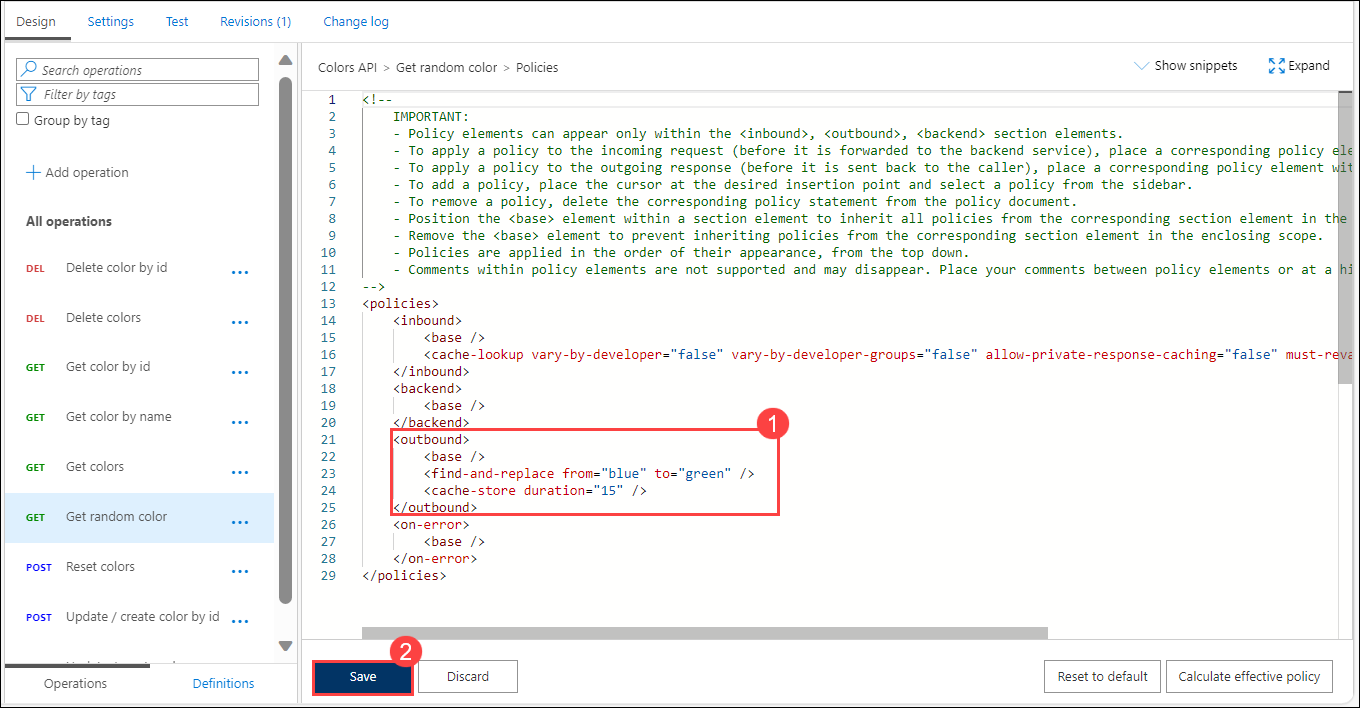 Design Settings Test Revisions (1) Change log
Search operations
Filter by tags
Group by tag
Add operation
All operations
DEL Delete color by id ...
DEL Delete colors ...
GET Get color by id ...
GET Get color by name ...
GET Get colors ...
GET Get random color ...
POST Reset colors ...
POST Update / create color by id ...
Operations Definitions
Colors API > Get random color > Policies
Show snippets Expand
1 <!--
2 IMPORTANT:
3 - Policy elements can appear only within the <inbound>, <outbound>, <backend> section elements.
4 - To apply a policy to the incoming request (before it is forwarded to the backend service), place a corresponding policy ele
5 - To apply a policy to the outgoing response (before it is sent back to the caller), place a corresponding policy element wit
6 - To add a policy, place the cursor at the desired insertion point and select a policy from the sidebar.
7 - To remove a policy, delete the corresponding policy statement from the policy document.
8 - Position the <base> element within a section element to inherit all policies from the corresponding section element in the
9 - Remove the <base> element to prevent inheriting policies from the corresponding section element in the enclosing scope.
10 - Policies are applied in the order of their appearance, from the top down.
11 - Comments within policy elements are not supported and may disappear. Place your comments between policy elements or at a hi
12 -->
13 <policies>
14 <inbound>
15 <base />
16 <cache-lookup vary-by-developer="false" vary-by-developer-groups="false" allow-private-response-caching="false" must-reva
17 </inbound>
18 <backend>
19 <base />
20 </backend>
1
21 <outbound>
22 <base />
23 <find-and-replace from="blue" to="green" />
24 <cache-store duration="15" />
25 </outbound>
26 <on-error>
27 <base />
28 </on-error>
29 </policies>
2
Save Discard Reset to default Calculate effective policy